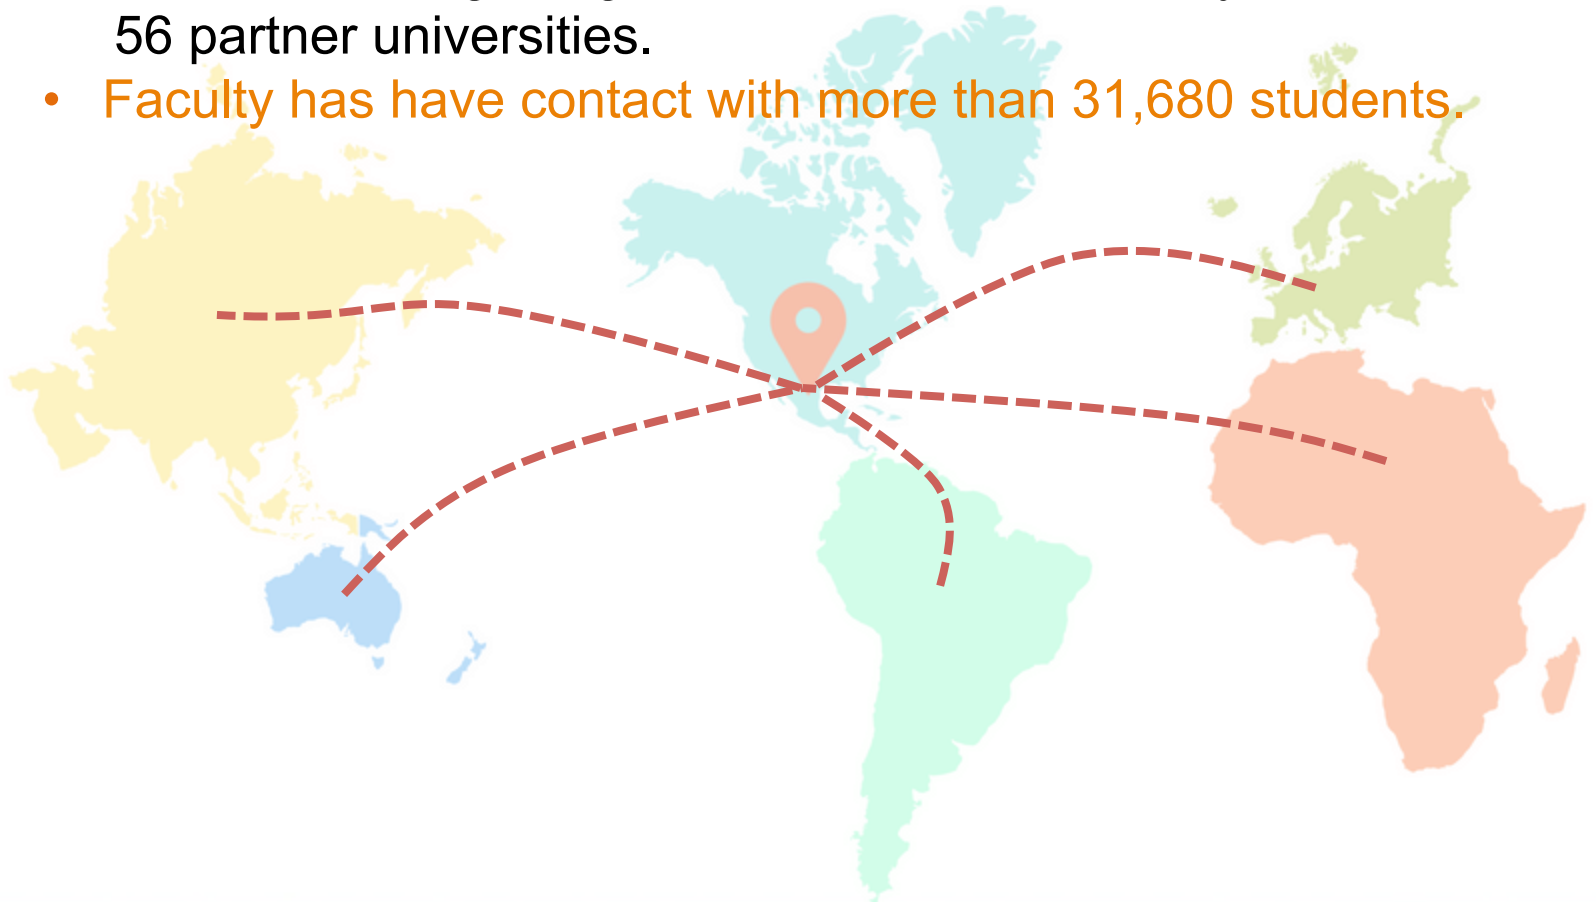 56 partner universities.
• Faculty has have contact with more than 31,680 students.